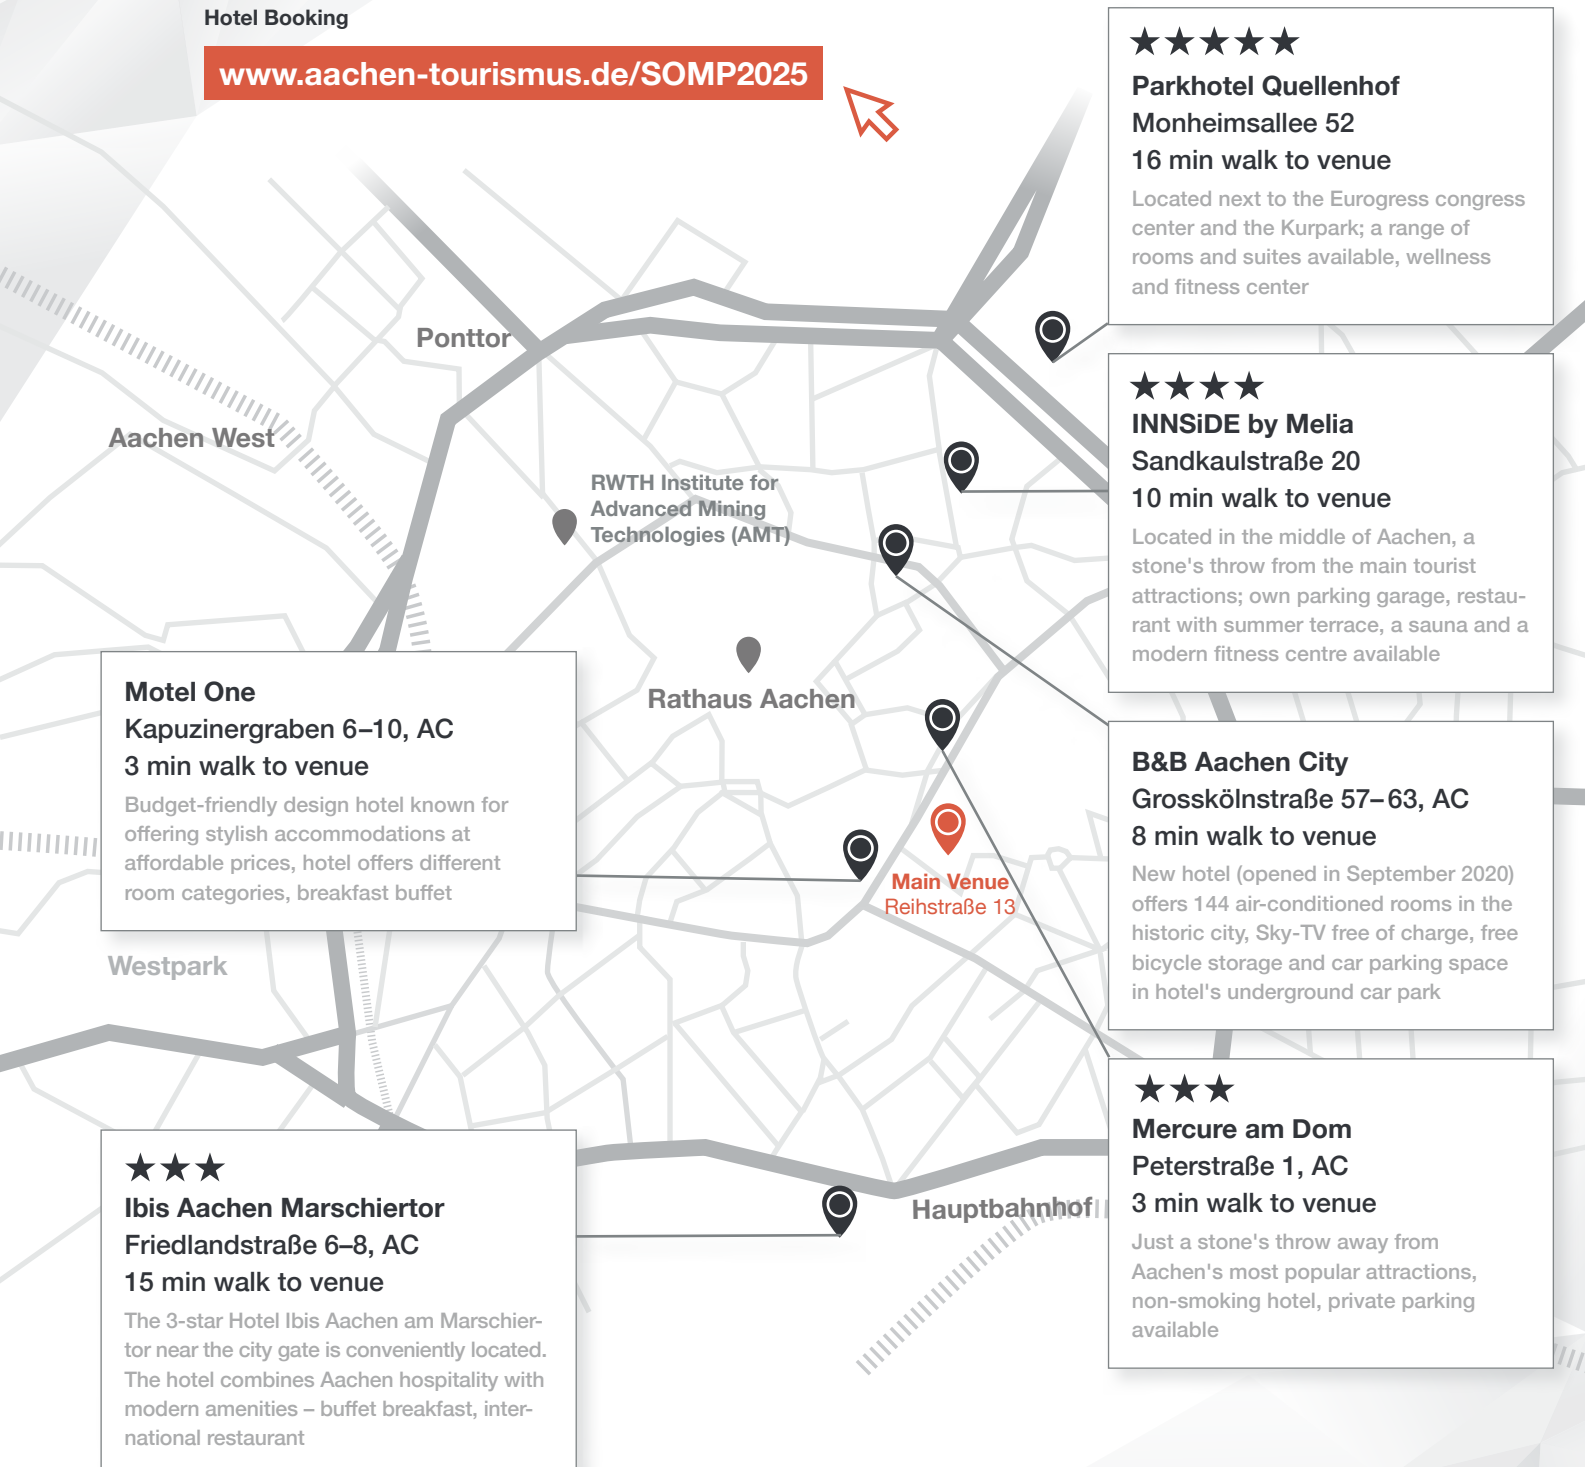 Hotel Booking
www.aachen-tourismus.de/SOMP2025
★★★★★
Parkhotel Quellenhof
Monheimsallee 52
16 min walk to venue
Located next to the Eurogress congress
center and the Kurpark; a range of
rooms and suites available, wellness
and fitness center
Ponttor
Aachen West
★★★★
INNSiDE by Melia
Sandkaulstraße 20
10 min walk to venue
Located in the middle of Aachen, a
stone's throw from the main tourist
attractions; own parking garage, restau-
rant with summer terrace, a sauna and a
modern fitness centre available
RWTH Institute for
Advanced Mining
Technologies (AMT)
Rathaus Aachen
Motel One
Kapuzinergraben 6–10, AC
3 min walk to venue
Budget-friendly design hotel known for
offering stylish accommodations at
affordable prices, hotel offers different
room categories, breakfast buffet
B&B Aachen City
Grosskölnstraße 57–63, AC
8 min walk to venue
New hotel (opened in September 2020)
offers 144 air-conditioned rooms in the
historic city, Sky-TV free of charge, free
bicycle storage and car parking space
in hotel's underground car park
Main Venue
Reihstraße 13
Westpark
★★★
Mercure am Dom
Peterstraße 1, AC
3 min walk to venue
Just a stone's throw away from
Aachen's most popular attractions,
non-smoking hotel, private parking
available
★★★
Ibis Aachen Marschiertor
Friedlandstraße 6–8, AC
15 min walk to venue
The 3-star Hotel Ibis Aachen am Marschier-
tor near the city gate is conveniently located.
The hotel combines Aachen hospitality with
modern amenities – buffet breakfast, inter-
national restaurant
Hauptbahnhof